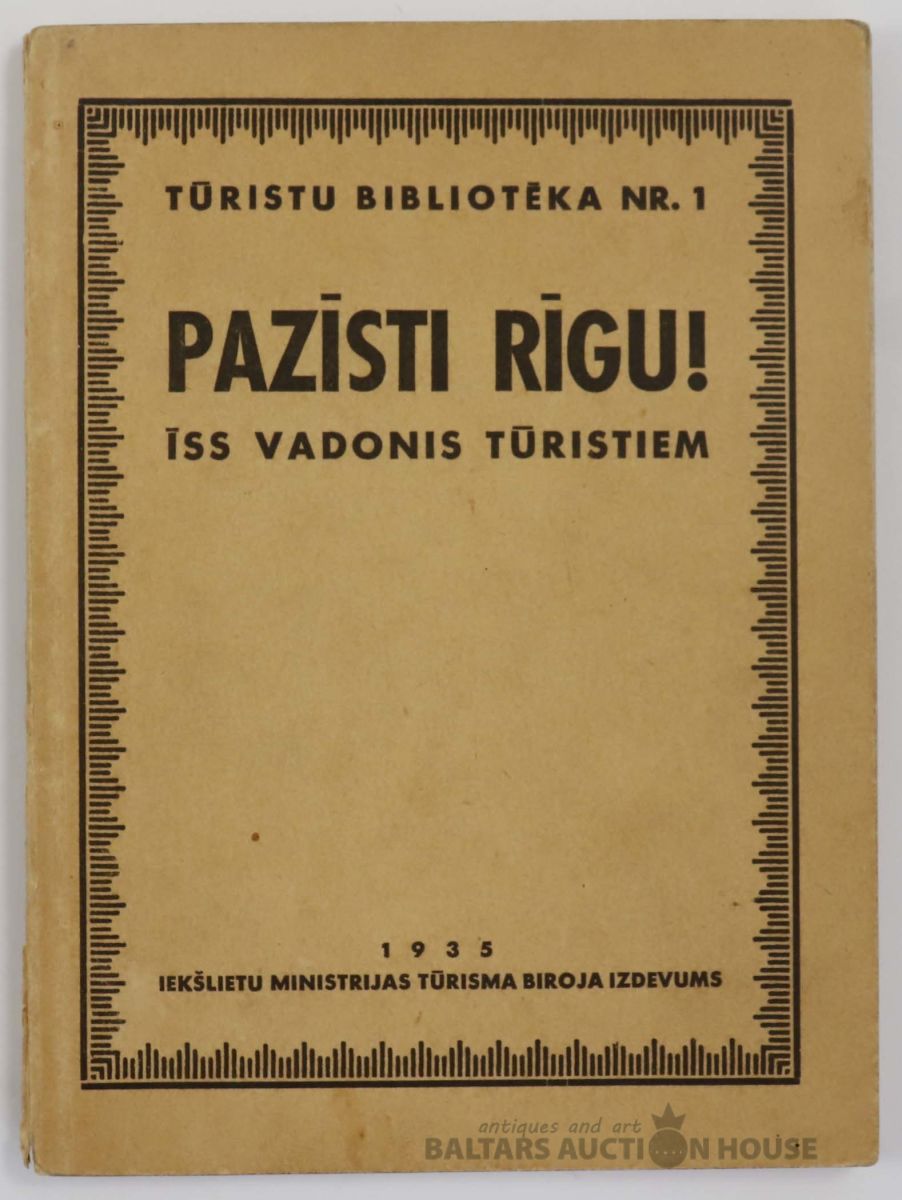 TŪRISTU BIBLIOTĒKA NR. 1
PAZĪSTI RĪGU!
ĪSS VADONIS TŪRISTIEM
1935
IEKŠLIETU MINISTRIJAS TŪRISMA BIROJA IZDEVUMS
antiques and art
BALTARS AUCTION HOUSE